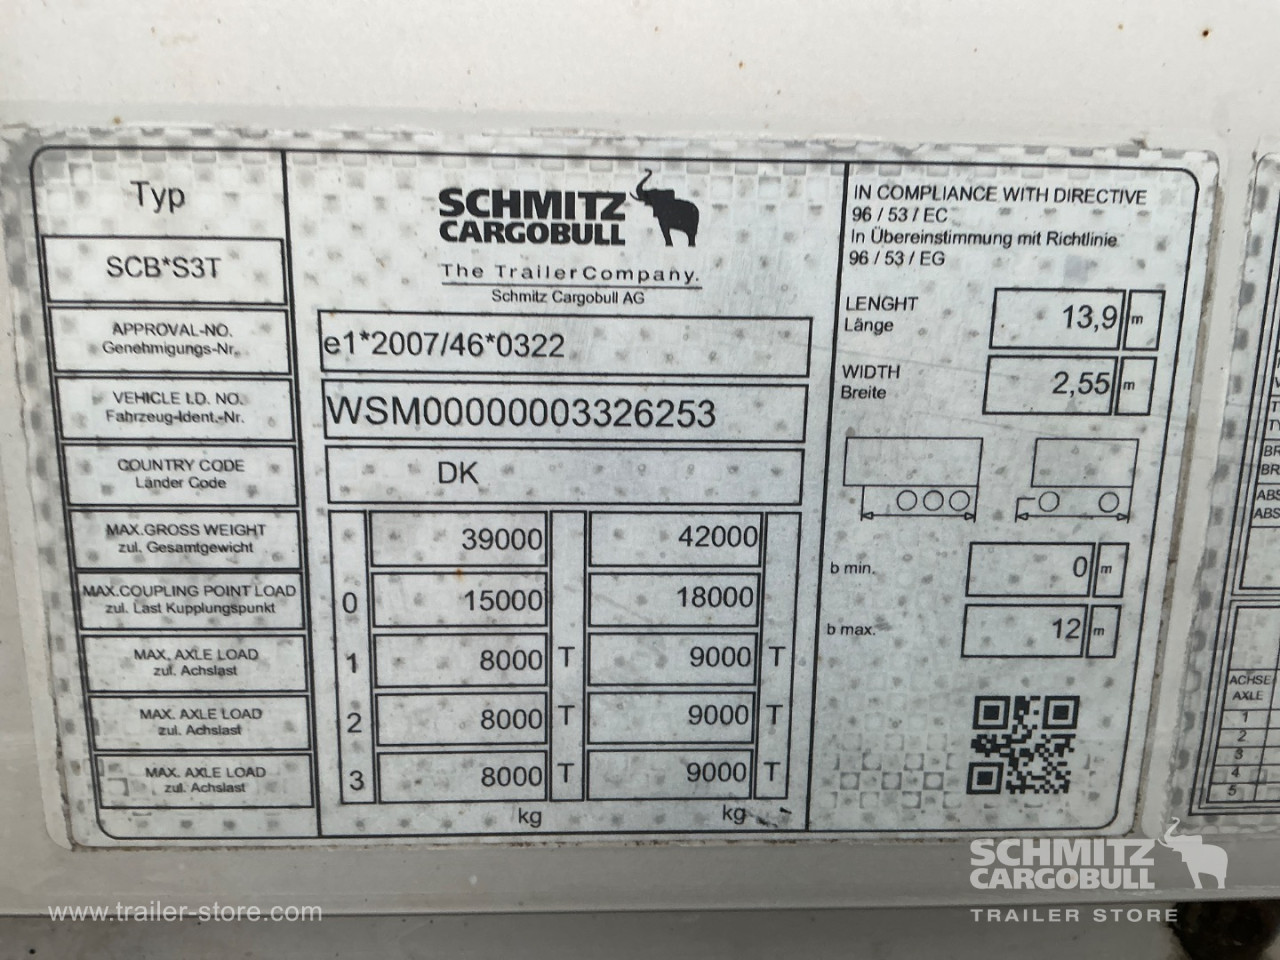 Typ
SCB*S3T
SCHMITZ
CARGOBULL
The TrailerCompany.
Schmitz Cargobull AG
APPROVAL-NO.
Genehmigungs-Nr.
e1*2007/46*0322
VEHICLE I.D. NO.
Fahrzeug-Ident.-Nr.
WSM00000003326253
COUNTRY CODE
Länder Code
DK
MAX.GROSS WEIGHT
zul. Gesamtgewicht
39000 42000
MAX.COUPLING POINT LOAD
zul. Last Kupplungspunkt
0 15000 18000
MAX. AXLE LOAD
zul. Achslast
1 8000 T 9000 T
MAX. AXLE LOAD
zul. Achslast
2 8000 T 9000 T
MAX. AXLE LOAD
zul. Achslast
3 8000 T 9000 T
kg kg
IN COMPLIANCE WITH DIRECTIVE
96 / 53 / EC
In Übereinstimmung mit Richtlinie
96 / 53 / EG
LENGHT
Länge
13,9 m
WIDTH
Breite
2,55 m
b min. 0 m
b max. 12 m
BR
BR
ABS
ABS
ACHSE
AXLE
1
2
3
4
5
www.trailer-store.com
SCHMITZ
CARGOBULL
TRAILER STORE